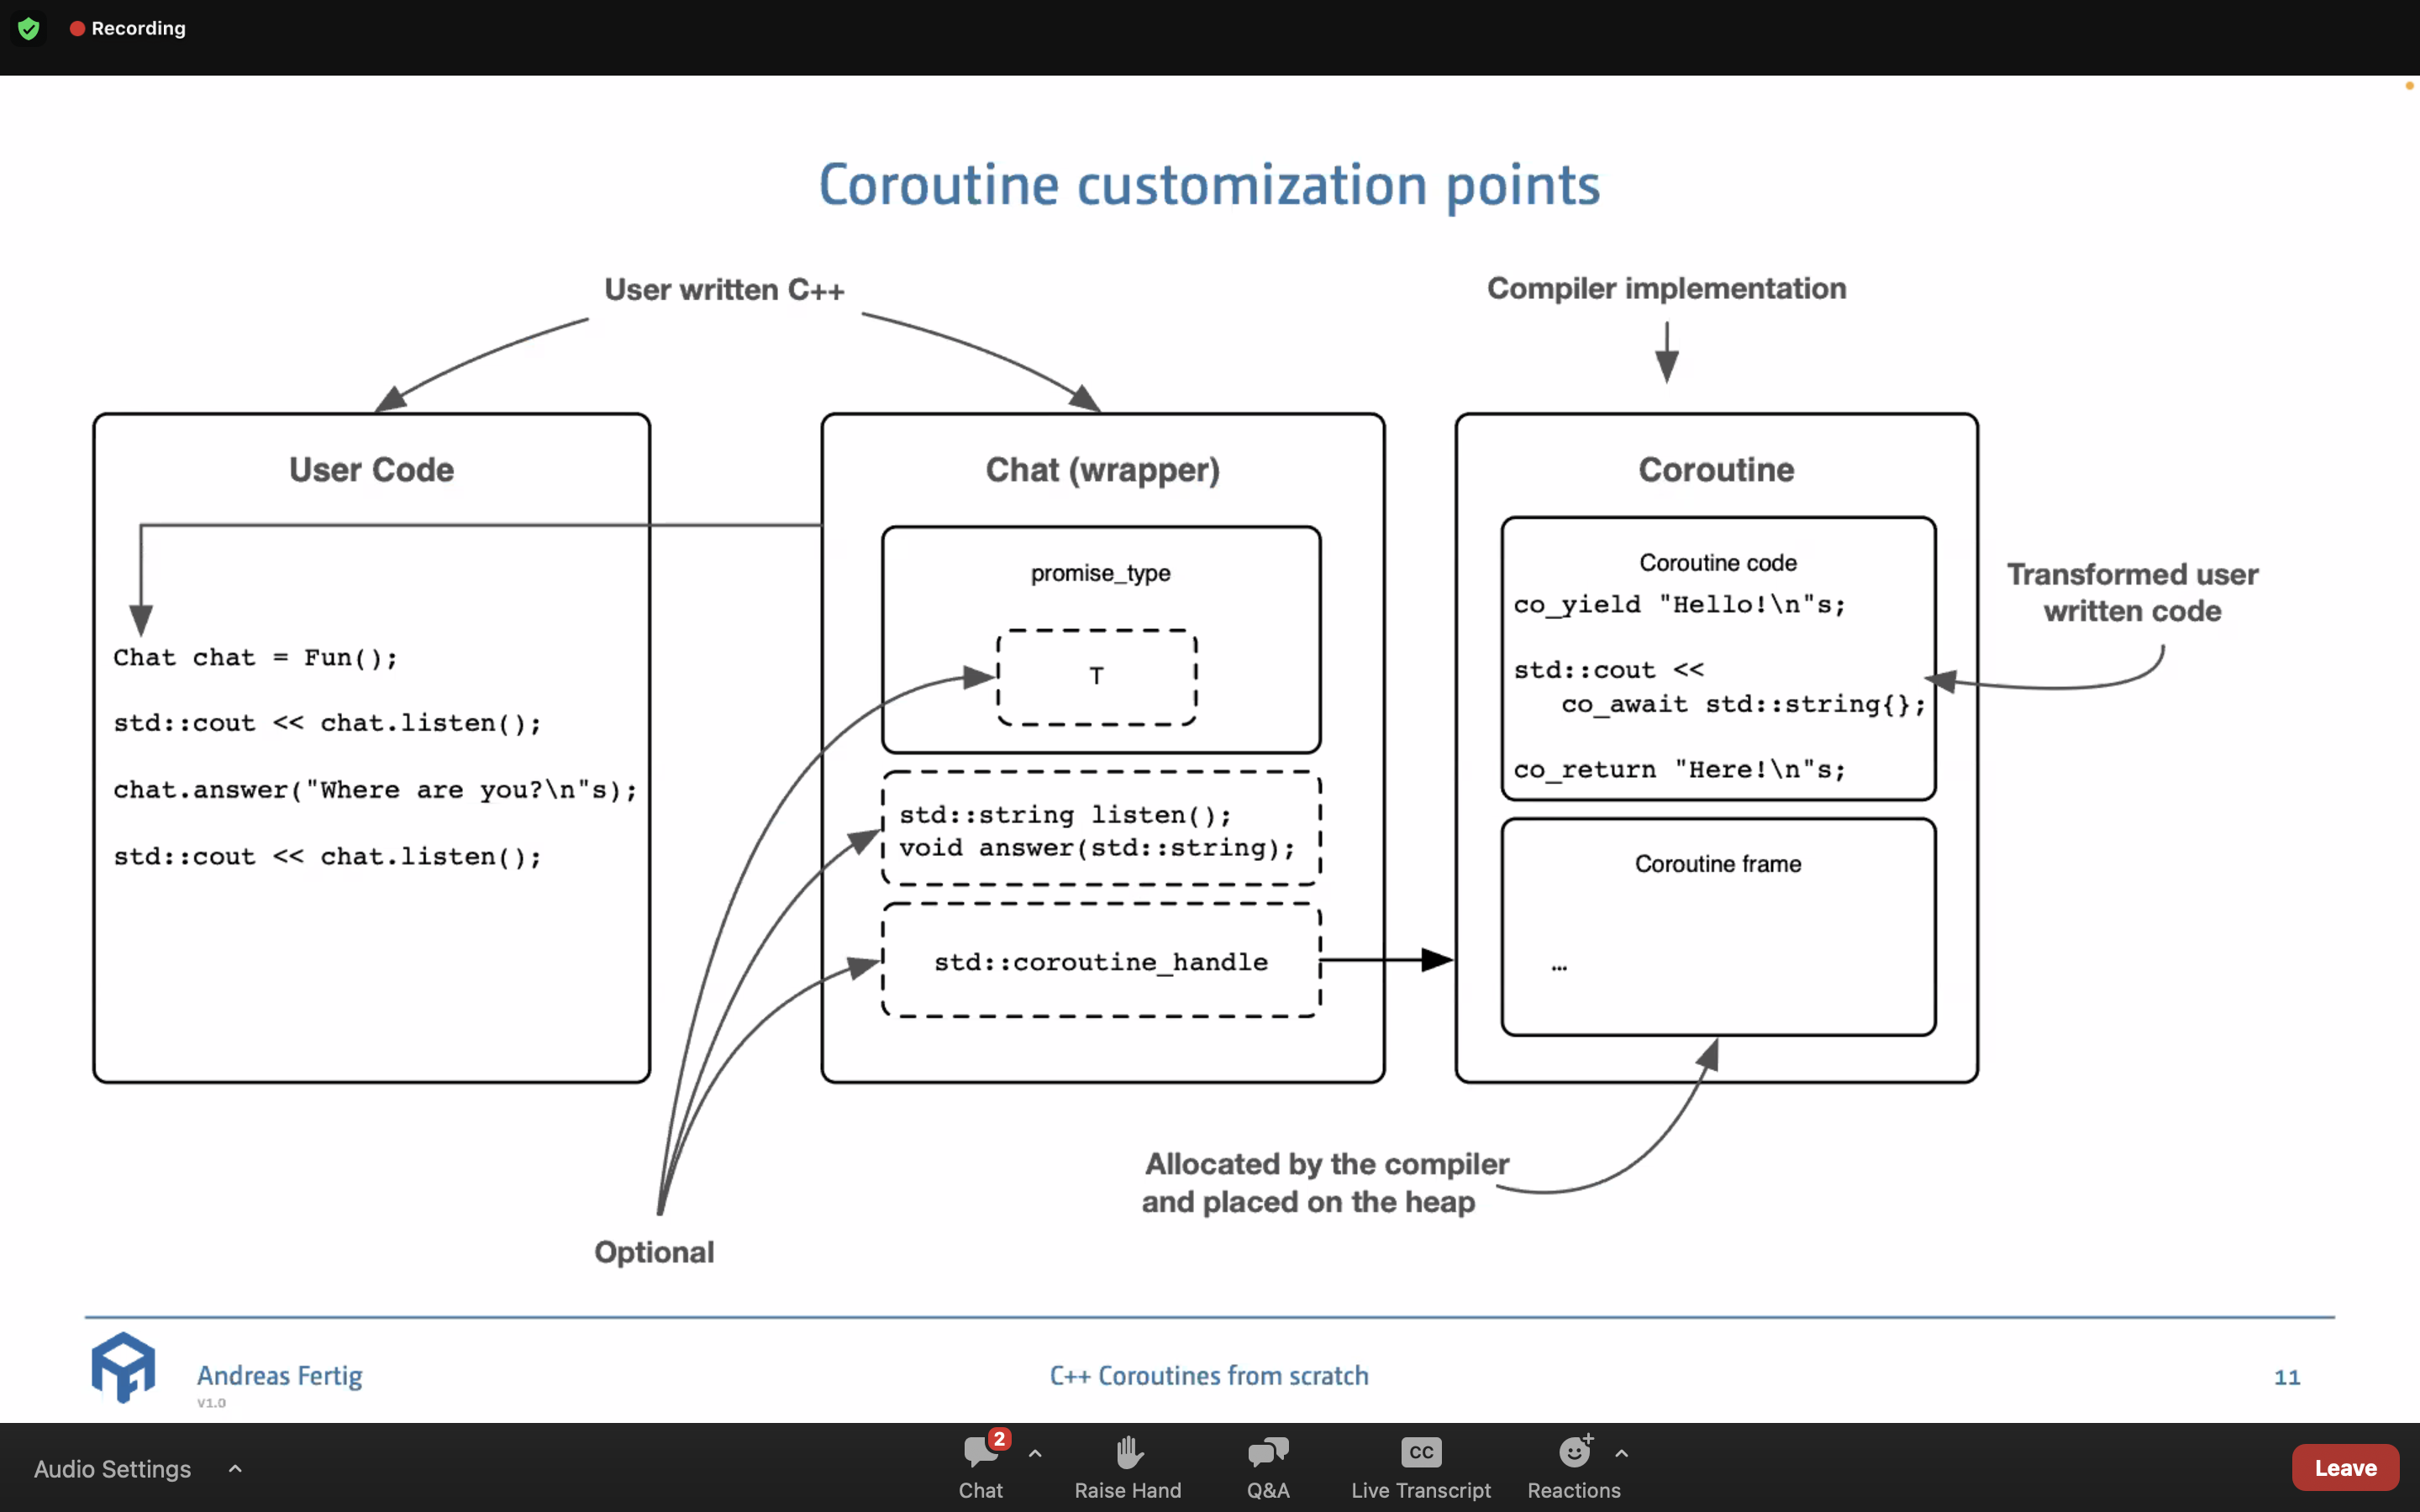 Recording
Coroutine customization points
User written C++
Compiler implementation
User Code
Chat chat = Fun();
std::cout << chat.listen();
chat.answer("Where are you?\n"s);
std::cout << chat.listen();
Chat (wrapper)
promise_type
T
std::string listen();
void answer(std::string);
std::coroutine_handle
Coroutine
Coroutine code
co_yield "Hello!\n"s;
std::cout <<
co_await std::string{};
co_return "Here!\n"s;
Coroutine frame
...
Transformed user
written code
Allocated by the compiler
and placed on the heap
Optional
Andreas Fertig
v1.0
C++ Coroutines from scratch
11
Audio Settings
2
Chat
Raise Hand
Q&A
CC
Live Transcript
Reactions
Leave